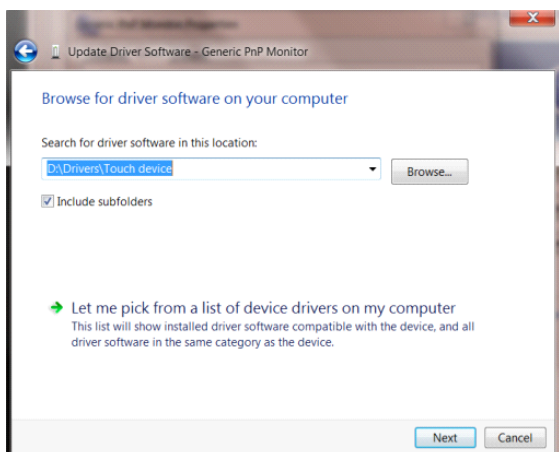 Update Driver Software - Generic PnP Monitor
Browse for driver software on your computer
Search for driver software in this location:
D:\Drivers\Touch device
Browse...
Include subfolders
Let me pick from a list of device drivers on my computer
This list will show installed driver software compatible with the device, and all
driver software in the same category as the device.
Next
Cancel